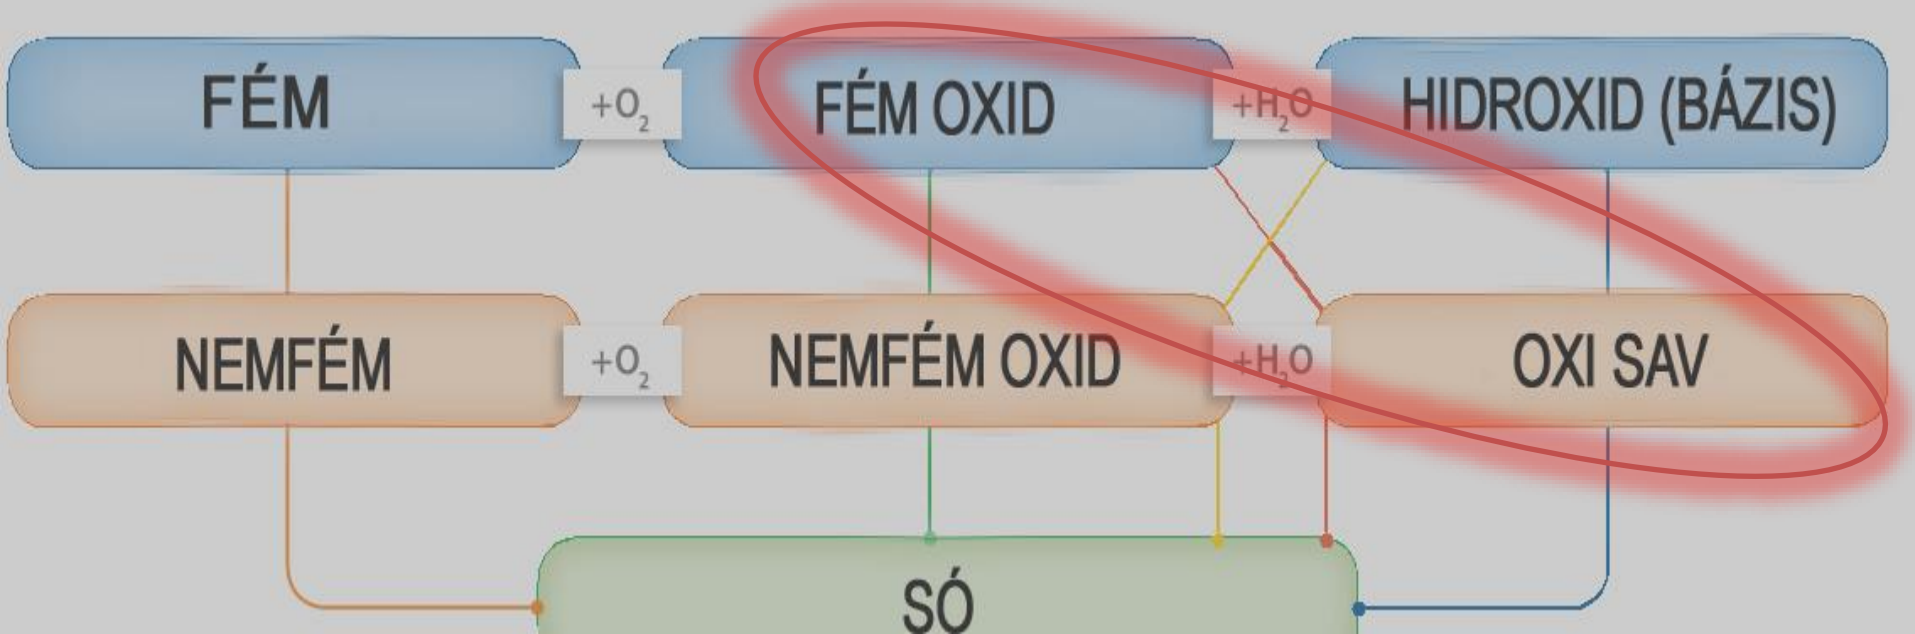 FÉM +O₂ FÉM OXID +H₂O HIDROXID (BÁZIS)
NEMFÉM +O₂ NEMFÉM OXID +H₂O OXI SAV
SÓ